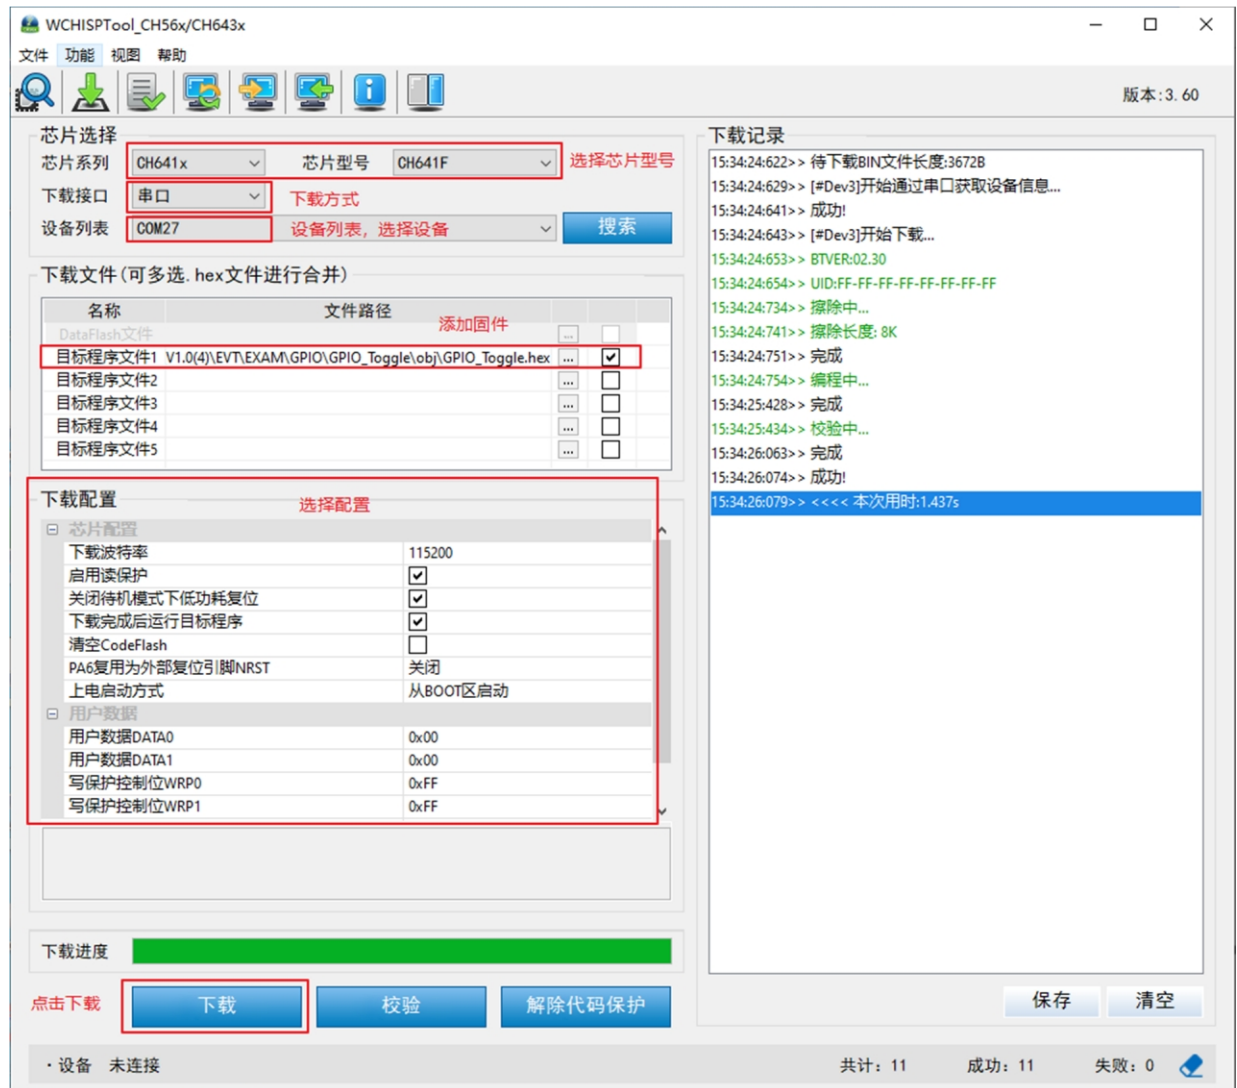 WCHISPTool_CH56x/CH643x
文件 功能 视图 帮助
版本:3.60
芯片选择
芯片系列 CH641x 芯片型号 CH641F 选择芯片型号
下载接口 串口 下载方式
设备列表 COM27 设备列表，选择设备 搜索
下载文件(可多选.hex文件进行合并)
名称 文件路径
添加固件
DataFlash文件 ...
目标程序文件1 V1.0(4)\EVT\EXAM\GPIO\GPIO_Toggle\obj\GPIO_Toggle.hex ...
目标程序文件2 ...
目标程序文件3 ...
目标程序文件4 ...
目标程序文件5 ...
下载配置 选择配置
芯片配置
下载波特率 115200
启用读保护
关闭待机模式下低功耗复位
下载完成后运行目标程序
清空CodeFlash
PA6复用为外部复位引脚NRST 关闭
上电启动方式 从BOOT区启动
用户数据
用户数据DATA0 0x00
用户数据DATA1 0x00
写保护控制位WRP0 0xFF
写保护控制位WRP1 0xFF
下载进度
点击下载 下载 校验 解除代码保护
下载记录
15:34:24:622>> 待下载BIN文件长度:3672B
15:34:24:629>> [#Dev3]开始通过串口获取设备信息...
15:34:24:641>> 成功!
15:34:24:643>> [#Dev3]开始下载...
15:34:24:653>> BTVER:02.30
15:34:24:654>> UID:FF-FF-FF-FF-FF-FF-FF-FF
15:34:24:734>> 擦除中...
15:34:24:741>> 擦除长度: 8K
15:34:24:751>> 完成
15:34:24:754>> 编程中...
15:34:25:428>> 完成
15:34:25:434>> 校验中...
15:34:26:063>> 完成
15:34:26:074>> 成功!
15:34:26:079>> <<<< 本次用时:1.437s
保存 清空
·设备 未连接 共计: 11 成功: 11 失败: 0